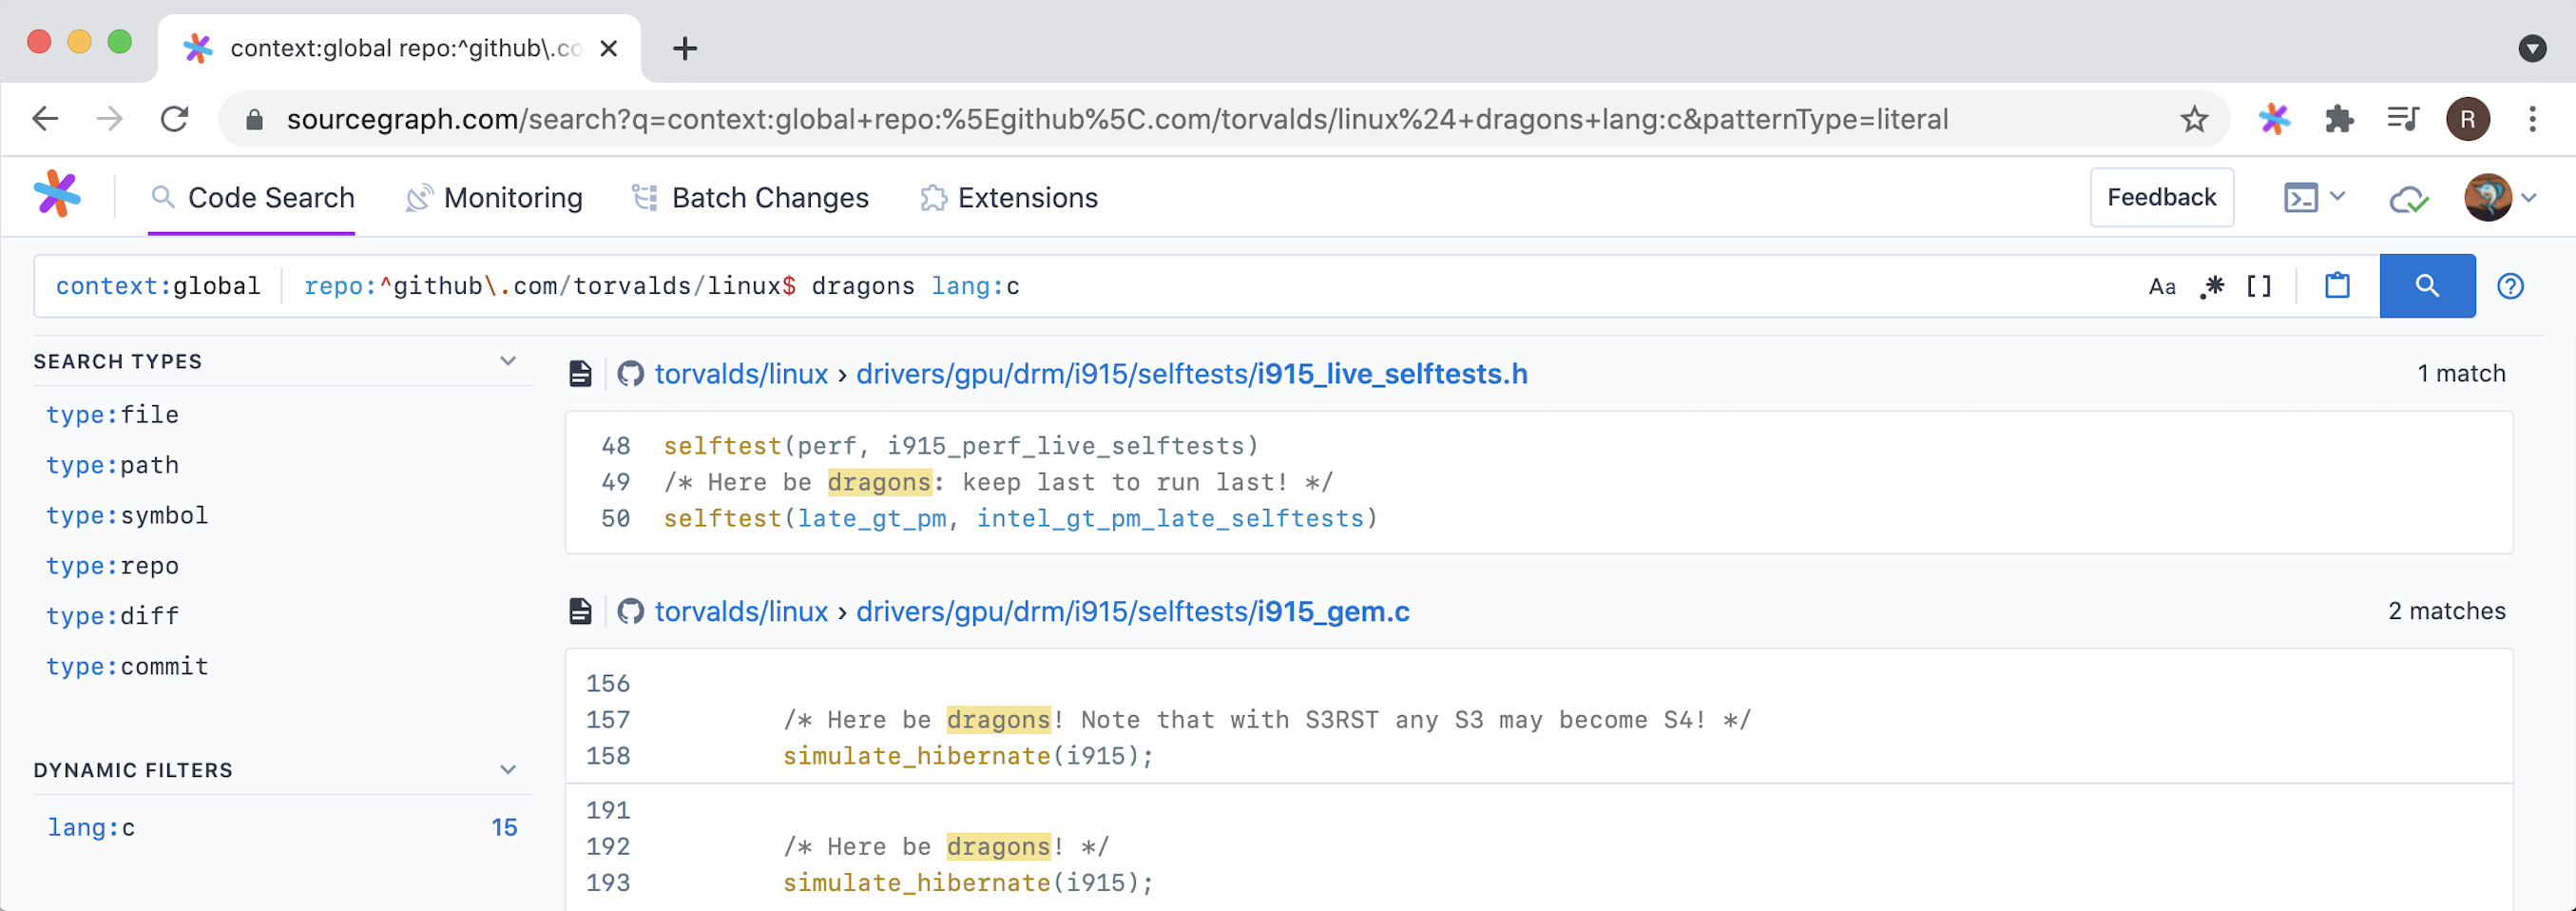 context:global repo:^github\.co
sourcegraph.com/search?q=context:global+repo:%5Egithub%5C.com/torvalds/linux%24+dragons+lang:c&patternType=literal
R
Code Search Monitoring Batch Changes Extensions Feedback
context:global repo:^github\.com/torvalds/linux$ dragons lang:c Aa .* []
SEARCH TYPES
type:file
type:path
type:symbol
type:repo
type:diff
type:commit
DYNAMIC FILTERS
lang:c 15
torvalds/linux › drivers/gpu/drm/i915/selftests/i915_live_selftests.h 1 match
48 selftest(perf, i915_perf_live_selftests)
49 /* Here be dragons: keep last to run last! */
50 selftest(late_gt_pm, intel_gt_pm_late_selftests)
torvalds/linux › drivers/gpu/drm/i915/selftests/i915_gem.c 2 matches
156
157 /* Here be dragons! Note that with S3RST any S3 may become S4! */
158 simulate_hibernate(i915);
191
192 /* Here be dragons! */
193 simulate_hibernate(i915);